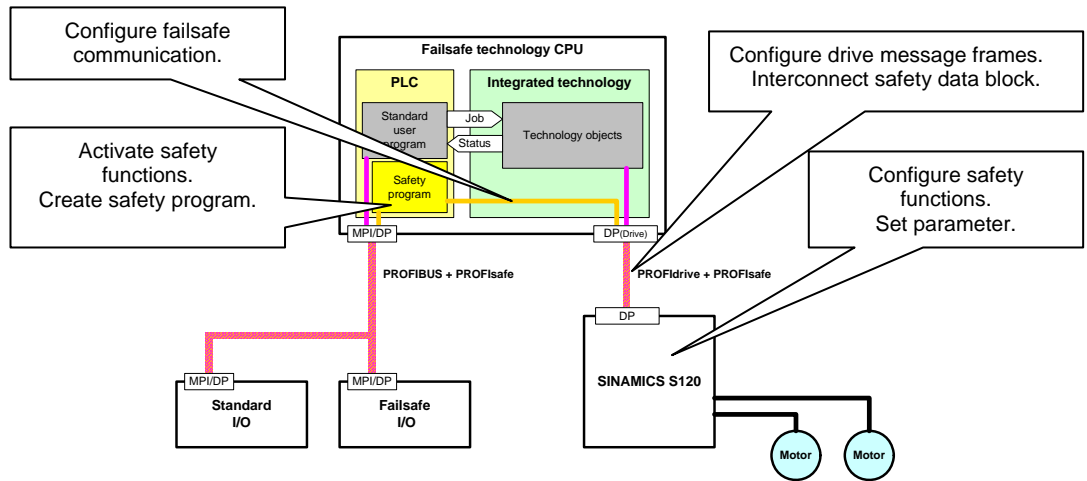 Configure failsafe
communication.
Failsafe technology CPU
Configure drive message frames.
Interconnect safety data block.
PLC
Integrated technology
Standard
user
program
Job
Status
Technology objects
Activate safety
functions.
Create safety program.
Safety
program
Configure safety
functions.
Set parameter.
MPI/DP
DP(Drive)
PROFIBUS + PROFIsafe
PROFIdrive + PROFIsafe
DP
SINAMICS S120
MPI/DP
MPI/DP
Standard
I/O
Failsafe
I/O
Motor
Motor